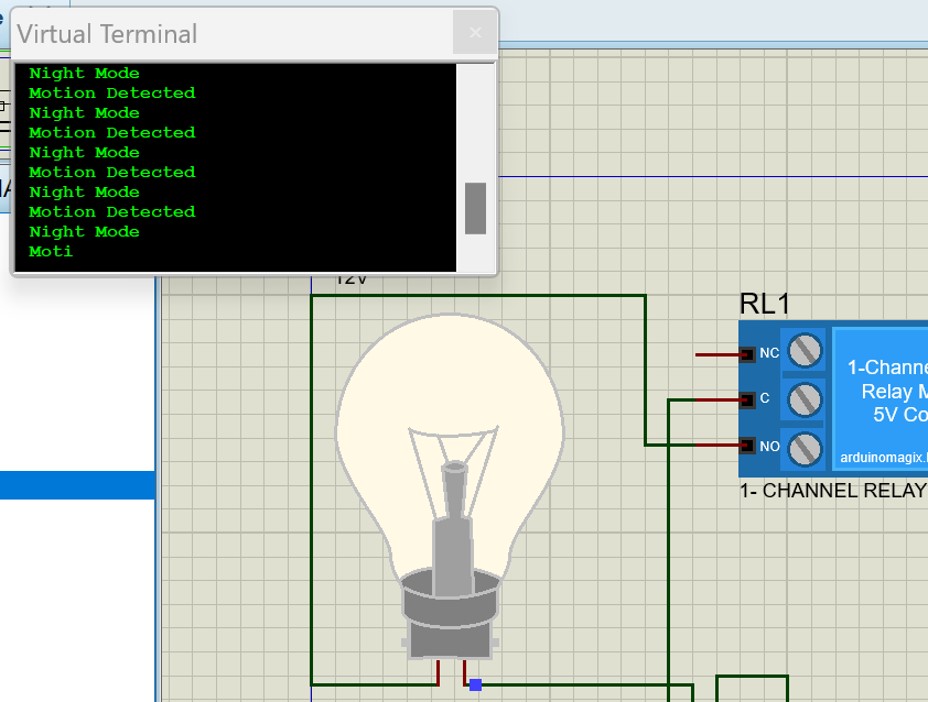 Virtual Terminal
Night Mode
Motion Detected
Night Mode
Motion Detected
Night Mode
Motion Detected
Night Mode
Motion Detected
Night Mode
Moti
12V
RL1
NC
C
NO
1-Channe
Relay M
5V Co
arduinomagix.
1- CHANNEL RELAY